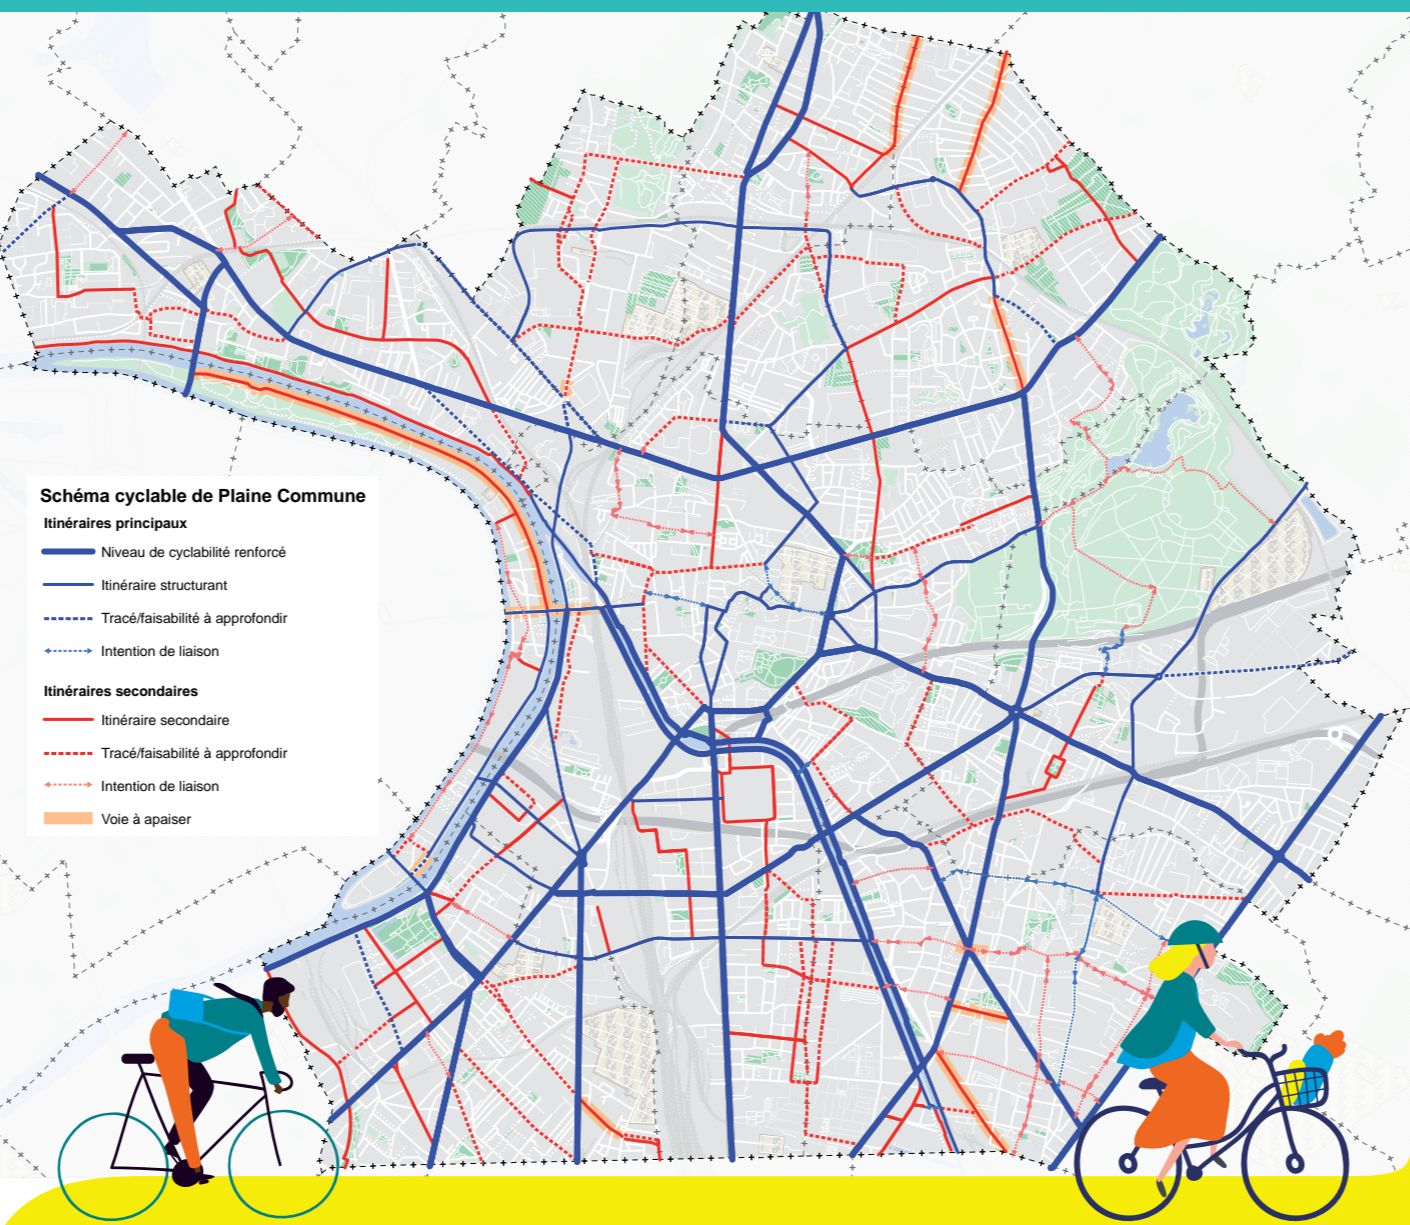 Schéma cyclable de Plaine Commune
Itinéraires principaux
Niveau de cyclabilité renforcé
Itinéraire structurant
Tracé/faisabilité à approfondir
Intention de liaison
Itinéraires secondaires
Itinéraire secondaire
Tracé/faisabilité à approfondir
Intention de liaison
Voie à apaiser